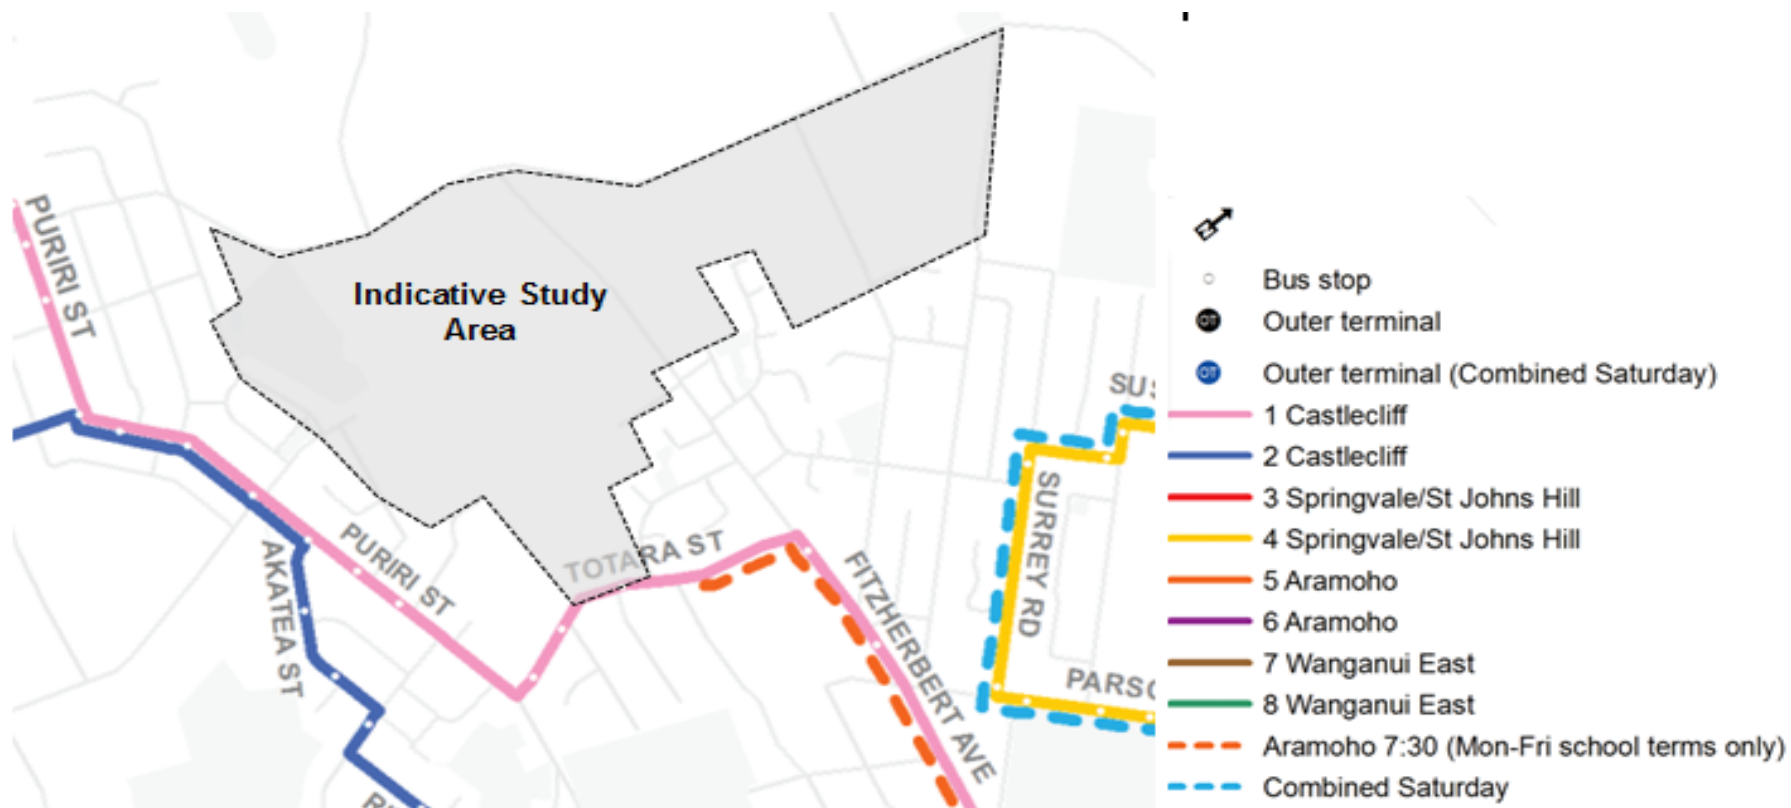 PURIRI ST
Indicative Study
Area
TOTARA ST
PURIRI ST
AKATEA ST
FITZHERBERT AVE
SURREY RD
Bus stop
OT Outer terminal
OT Outer terminal (Combined Saturday)
1 Castlecliff
2 Castlecliff
3 Springvale/St Johns Hill
4 Springvale/St Johns Hill
5 Aramoho
6 Aramoho
7 Wanganui East
8 Wanganui East
Aramoho 7:30 (Mon-Fri school terms only)
Combined Saturday